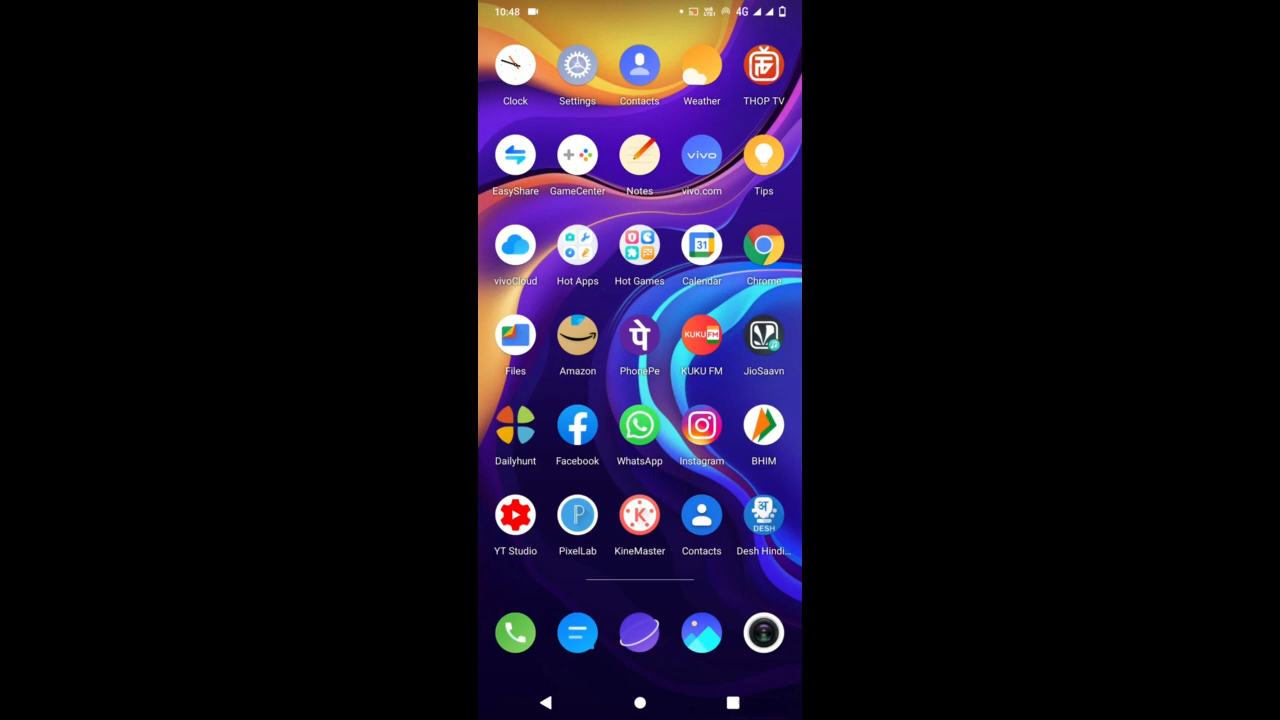 10:48 Vo) LTE1 4G
Clock Settings Contacts Weather THOP TV
vivo
EasyShare GameCenter Notes vivo.com Tips
31
vivoCloud Hot Apps Hot Games Calendar Chrome
पे KUKU FM
Files Amazon PhonePe KUKU FM JioSaavn
Dailyhunt Facebook WhatsApp Instagram BHIM
P K अ DESH
YT Studio PixelLab KineMaster Contacts Desh Hindi...